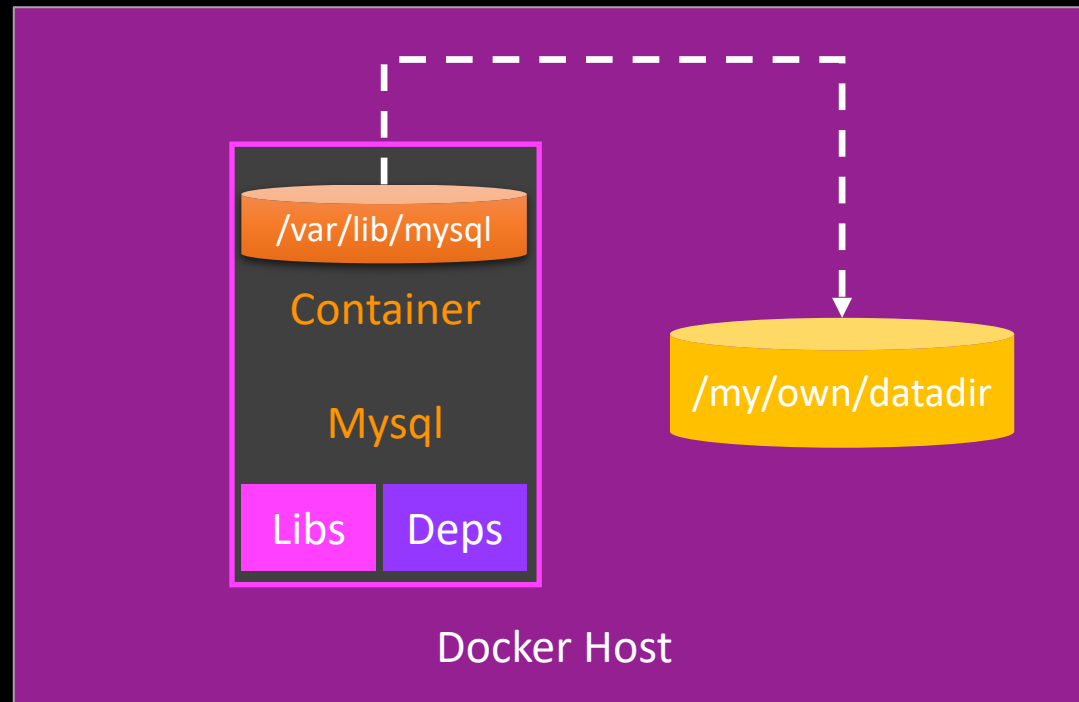 /var/lib/mysql
Container
Mysql
/my/own/datadir
Libs
Deps
Docker Host